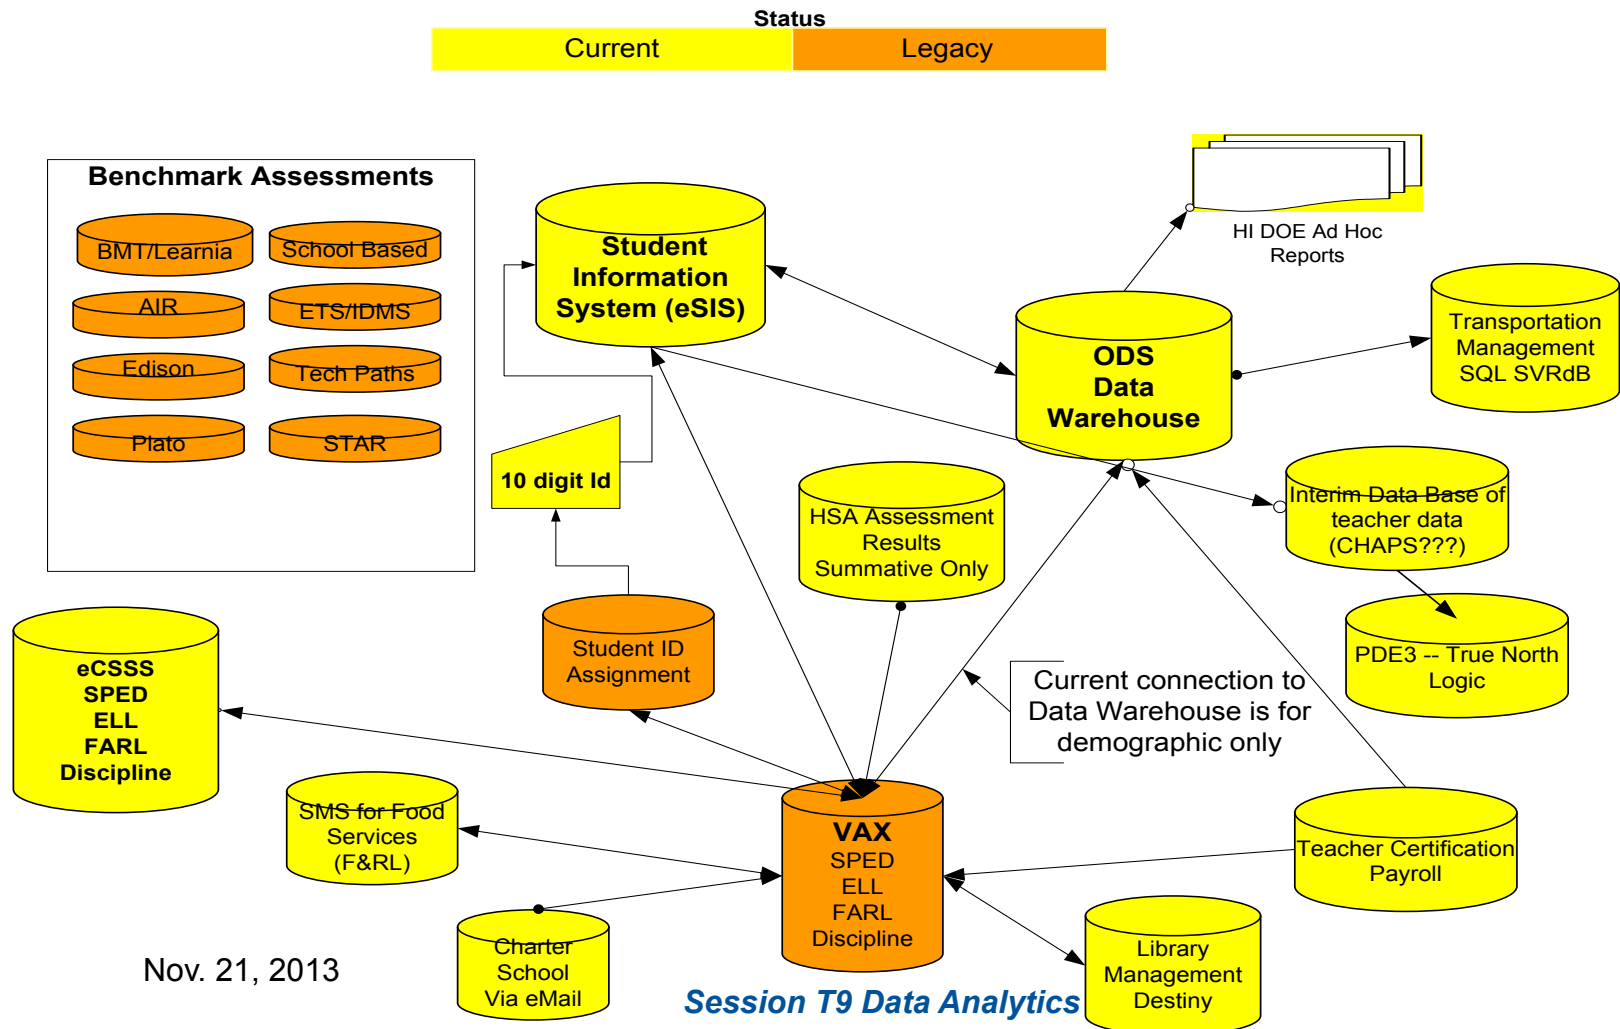 Status
Current
Legacy
Benchmark Assessments
BMT/Learnia
School Based
AIR
ETS/IDMS
Edison
Tech Paths
Plato
STAR
Student
Information
System (eSIS)
HI DOE Ad Hoc
Reports
ODS
Data
Warehouse
Transportation
Management
SQL SVRdB
10 digit Id
HSA Assessment
Results
Summative Only
Interim Data Base of
teacher data
(CHAPS???)
Student ID
Assignment
PDE3 -- True North
Logic
eCSSS
SPED
ELL
FARL
Discipline
Current connection to
Data Warehouse is for
demographic only
SMS for Food
Services
(F&RL)
VAX
SPED
ELL
FARL
Discipline
Teacher Certification
Payroll
Charter
School
Via eMail
Library
Management
Destiny
Nov. 21, 2013
Session T9 Data Analytics